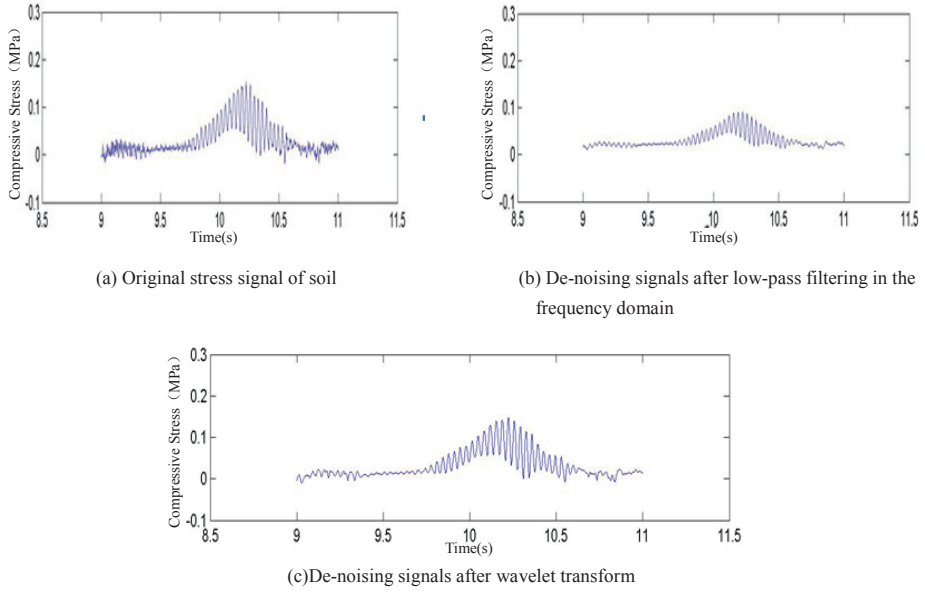 0.3
0.2
0.1
0
-0.1
Compressive Stress（MPa）
8.5 9 9.5 10 10.5 11 11.5
Time(s)
(a) Original stress signal of soil
0.3
0.2
0.1
0
-0.1
Compressive Stress（MPa）
8.5 9 9.5 10 10.5 11 11.5
Time(s)
(b) De-noising signals after low-pass filtering in the
frequency domain
0.3
0.2
0.1
0
-0.1
Compressive Stress（MPa）
8.5 9 9.5 10 10.5 11 11.5
Time(s)
(c)De-noising signals after wavelet transform